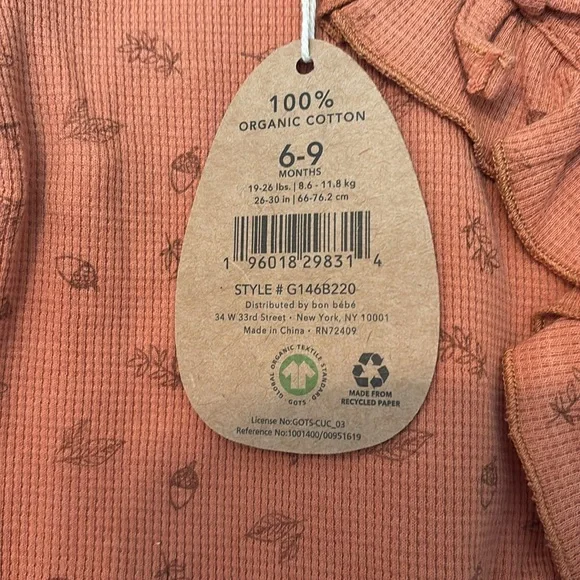 100%
ORGANIC COTTON
6-9
MONTHS
19-26 lbs. | 8.6 - 11.8 kg
26-30 in | 66-76.2 cm
1 96018 29831 4
STYLE # G146B220
Distributed by bon bébé
34 W 33rd Street • New York, NY 10001
Made in China • RN72409
GLOBAL ORGANIC TEXTILE STANDARD
GOTS
MADE FROM
RECYCLED PAPER
License No:GOTS-CUC_03
Reference No:1001400/00951619